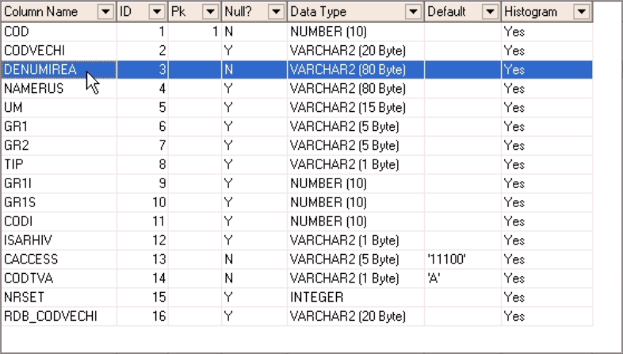 Column Name ID Pk Null? Data Type Default Histogram
COD 1 1 N NUMBER (10) Yes
CODVECHI 2 Y VARCHAR2 (20 Byte) Yes
DENUMIREA 3 N VARCHAR2 (80 Byte) Yes
NAMERUS 4 Y VARCHAR2 (80 Byte) Yes
UM 5 Y VARCHAR2 (15 Byte) Yes
GR1 6 Y VARCHAR2 (5 Byte) Yes
GR2 7 Y VARCHAR2 (5 Byte) Yes
TIP 8 Y VARCHAR2 (1 Byte) Yes
GR1I 9 Y NUMBER (10) Yes
GR1S 10 Y NUMBER (10) Yes
CODI 11 Y NUMBER (10) Yes
ISARHIV 12 Y VARCHAR2 (1 Byte) Yes
CACCESS 13 N VARCHAR2 (5 Byte) '11100' Yes
CODTVA 14 N VARCHAR2 (1 Byte) 'A' Yes
NRSET 15 Y INTEGER Yes
RDB_CODVECHI 16 Y VARCHAR2 (20 Byte) Yes